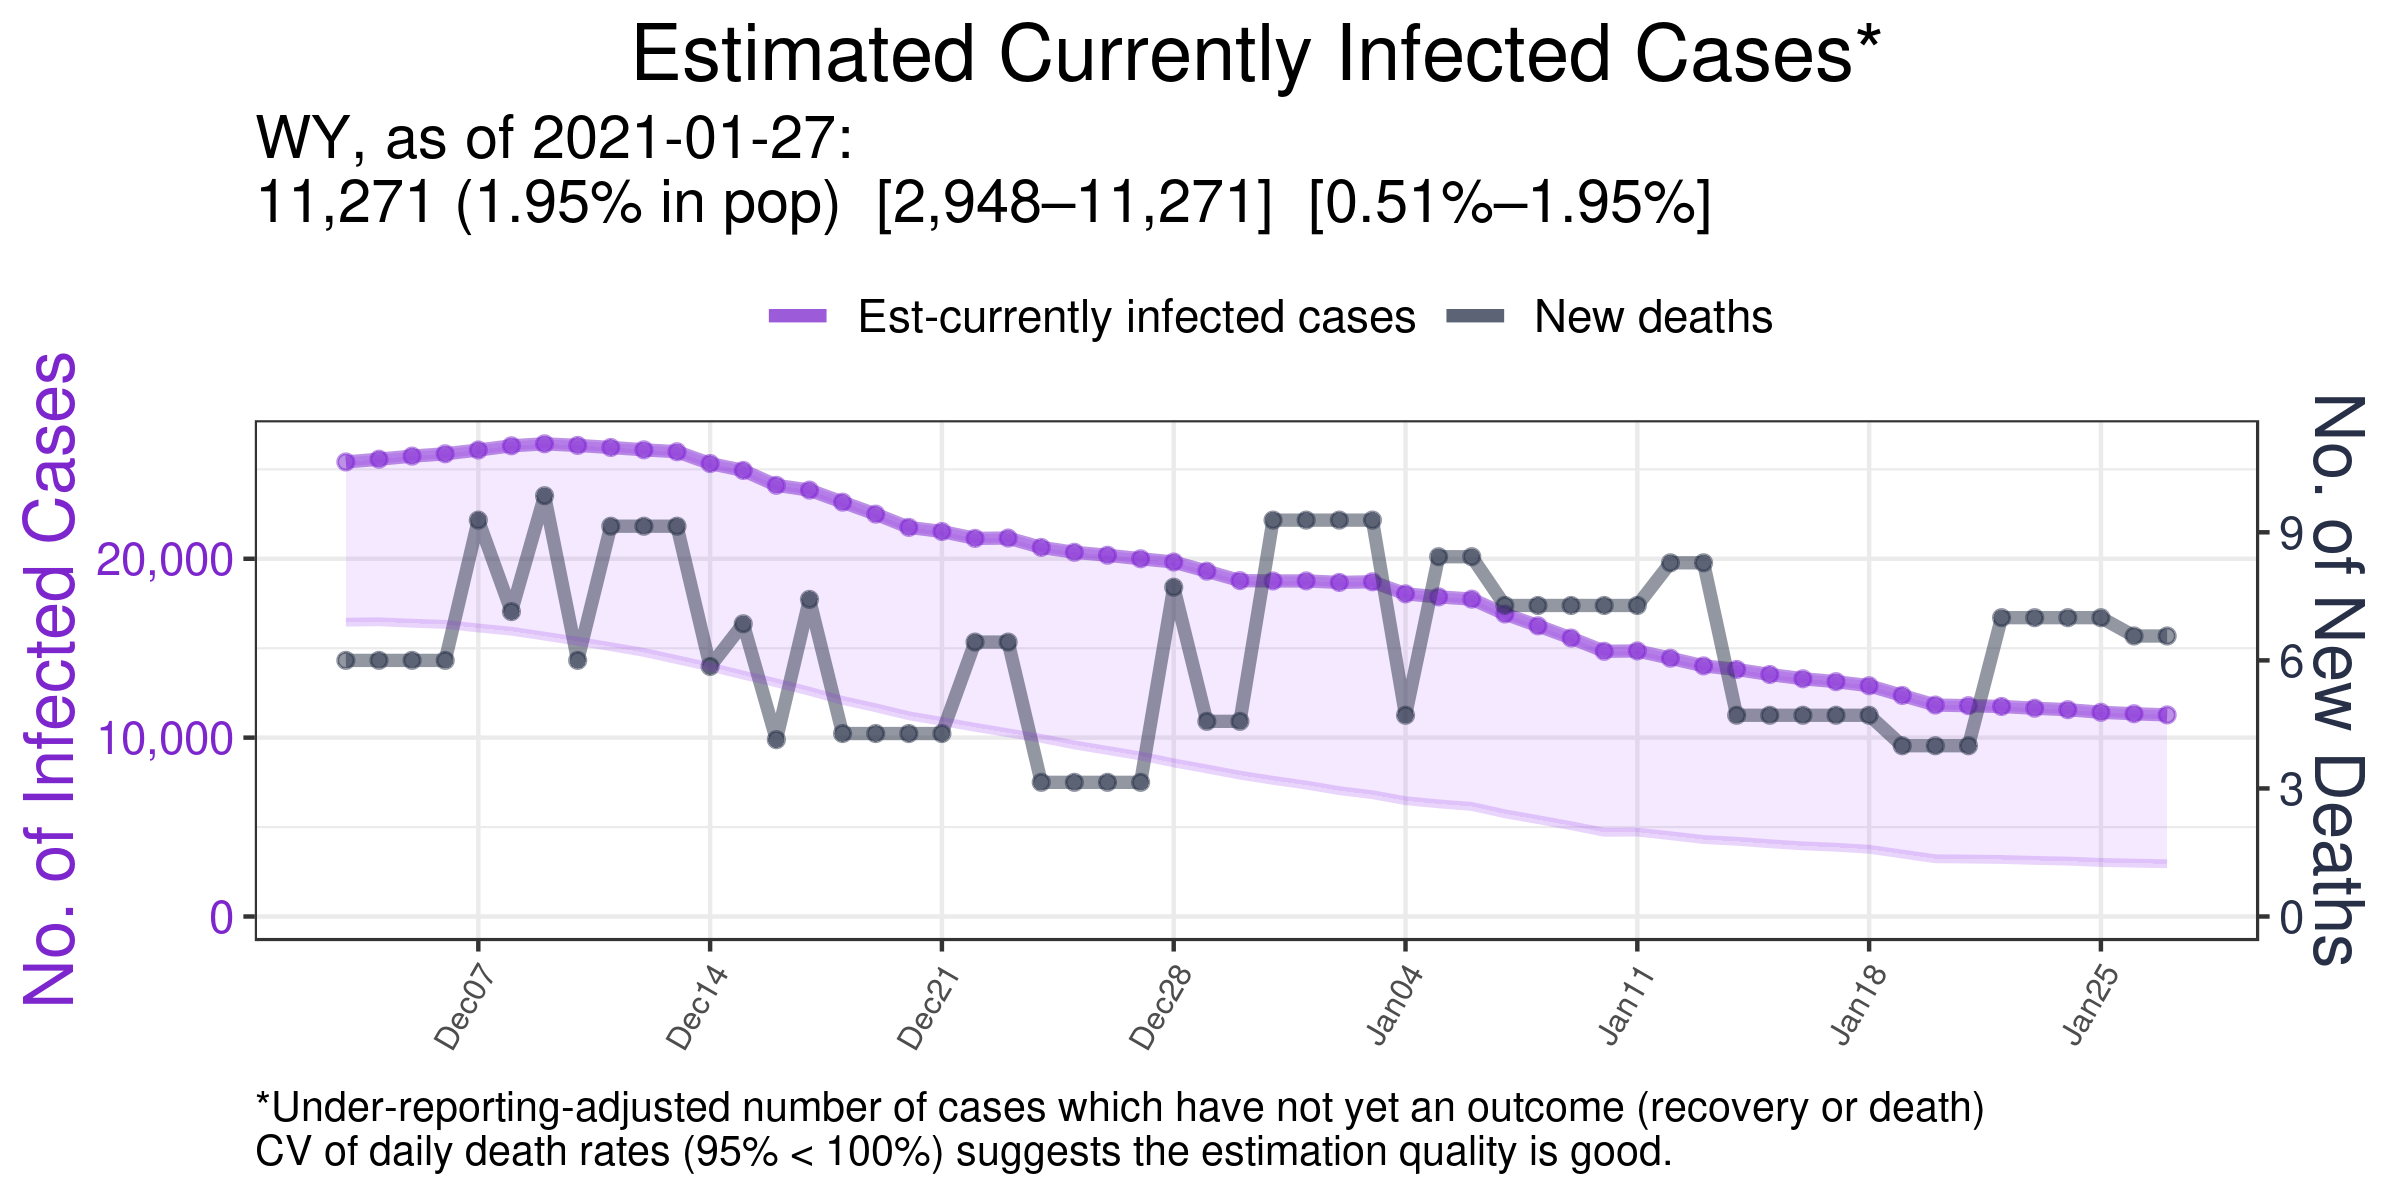 Estimated Currently Infected Cases*
WY, as of 2021-01-27:
11,271 (1.95% in pop)  [2,948–11,271]  [0.51%–1.95%]
Est-currently infected cases
New deaths
No. of Infected Cases
20,000
10,000
0
No. of New Deaths
9
6
3
0
Dec07
Dec14
Dec21
Dec28
Jan04
Jan11
Jan18
Jan25
*Under-reporting-adjusted number of cases which have not yet an outcome (recovery or death)
CV of daily death rates (95% < 100%) suggests the estimation quality is good.